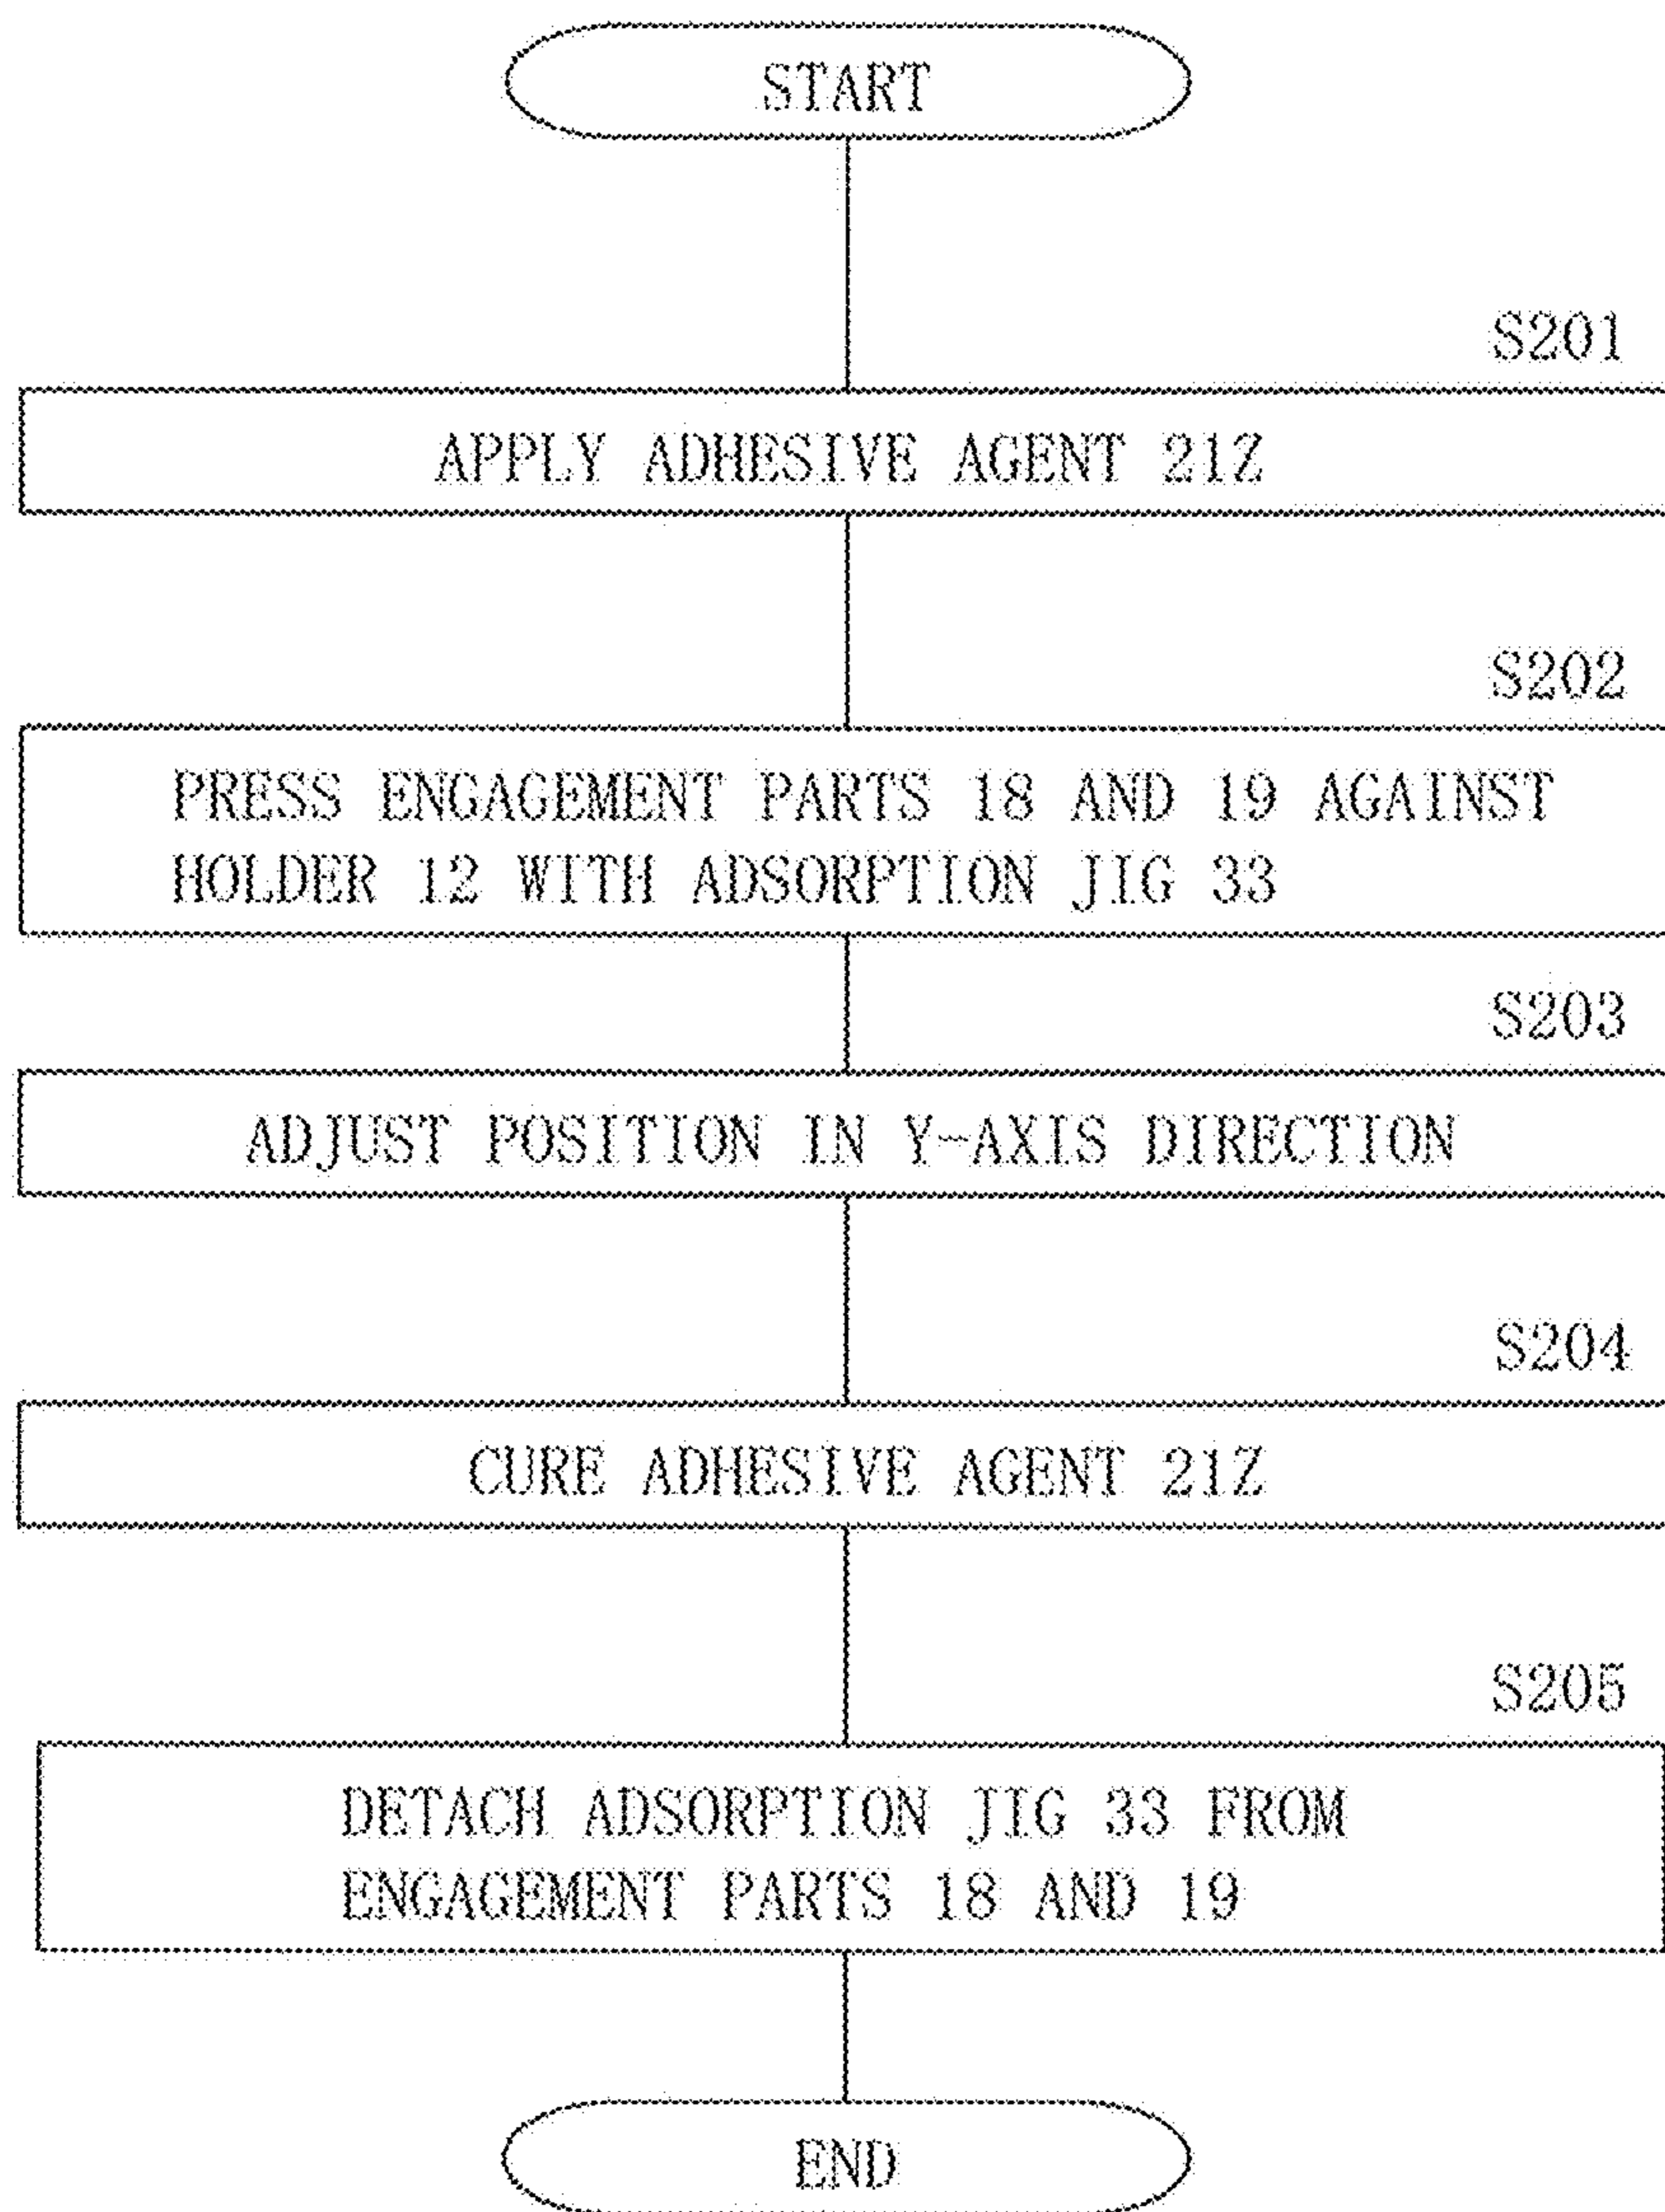 START
S201
APPLY ADHESIVE AGENT 21Z
S202
PRESS ENGAGEMENT PARTS 18 AND 19 AGAINST
HOLDER 12 WITH ADSORPTION JIG 33
S203
ADJUST POSITION IN Y-AXIS DIRECTION
S204
CURE ADHESIVE AGENT 21Z
S205
DETACH ADSORPTION JIG 33 FROM
ENGAGEMENT PARTS 18 AND 19
END